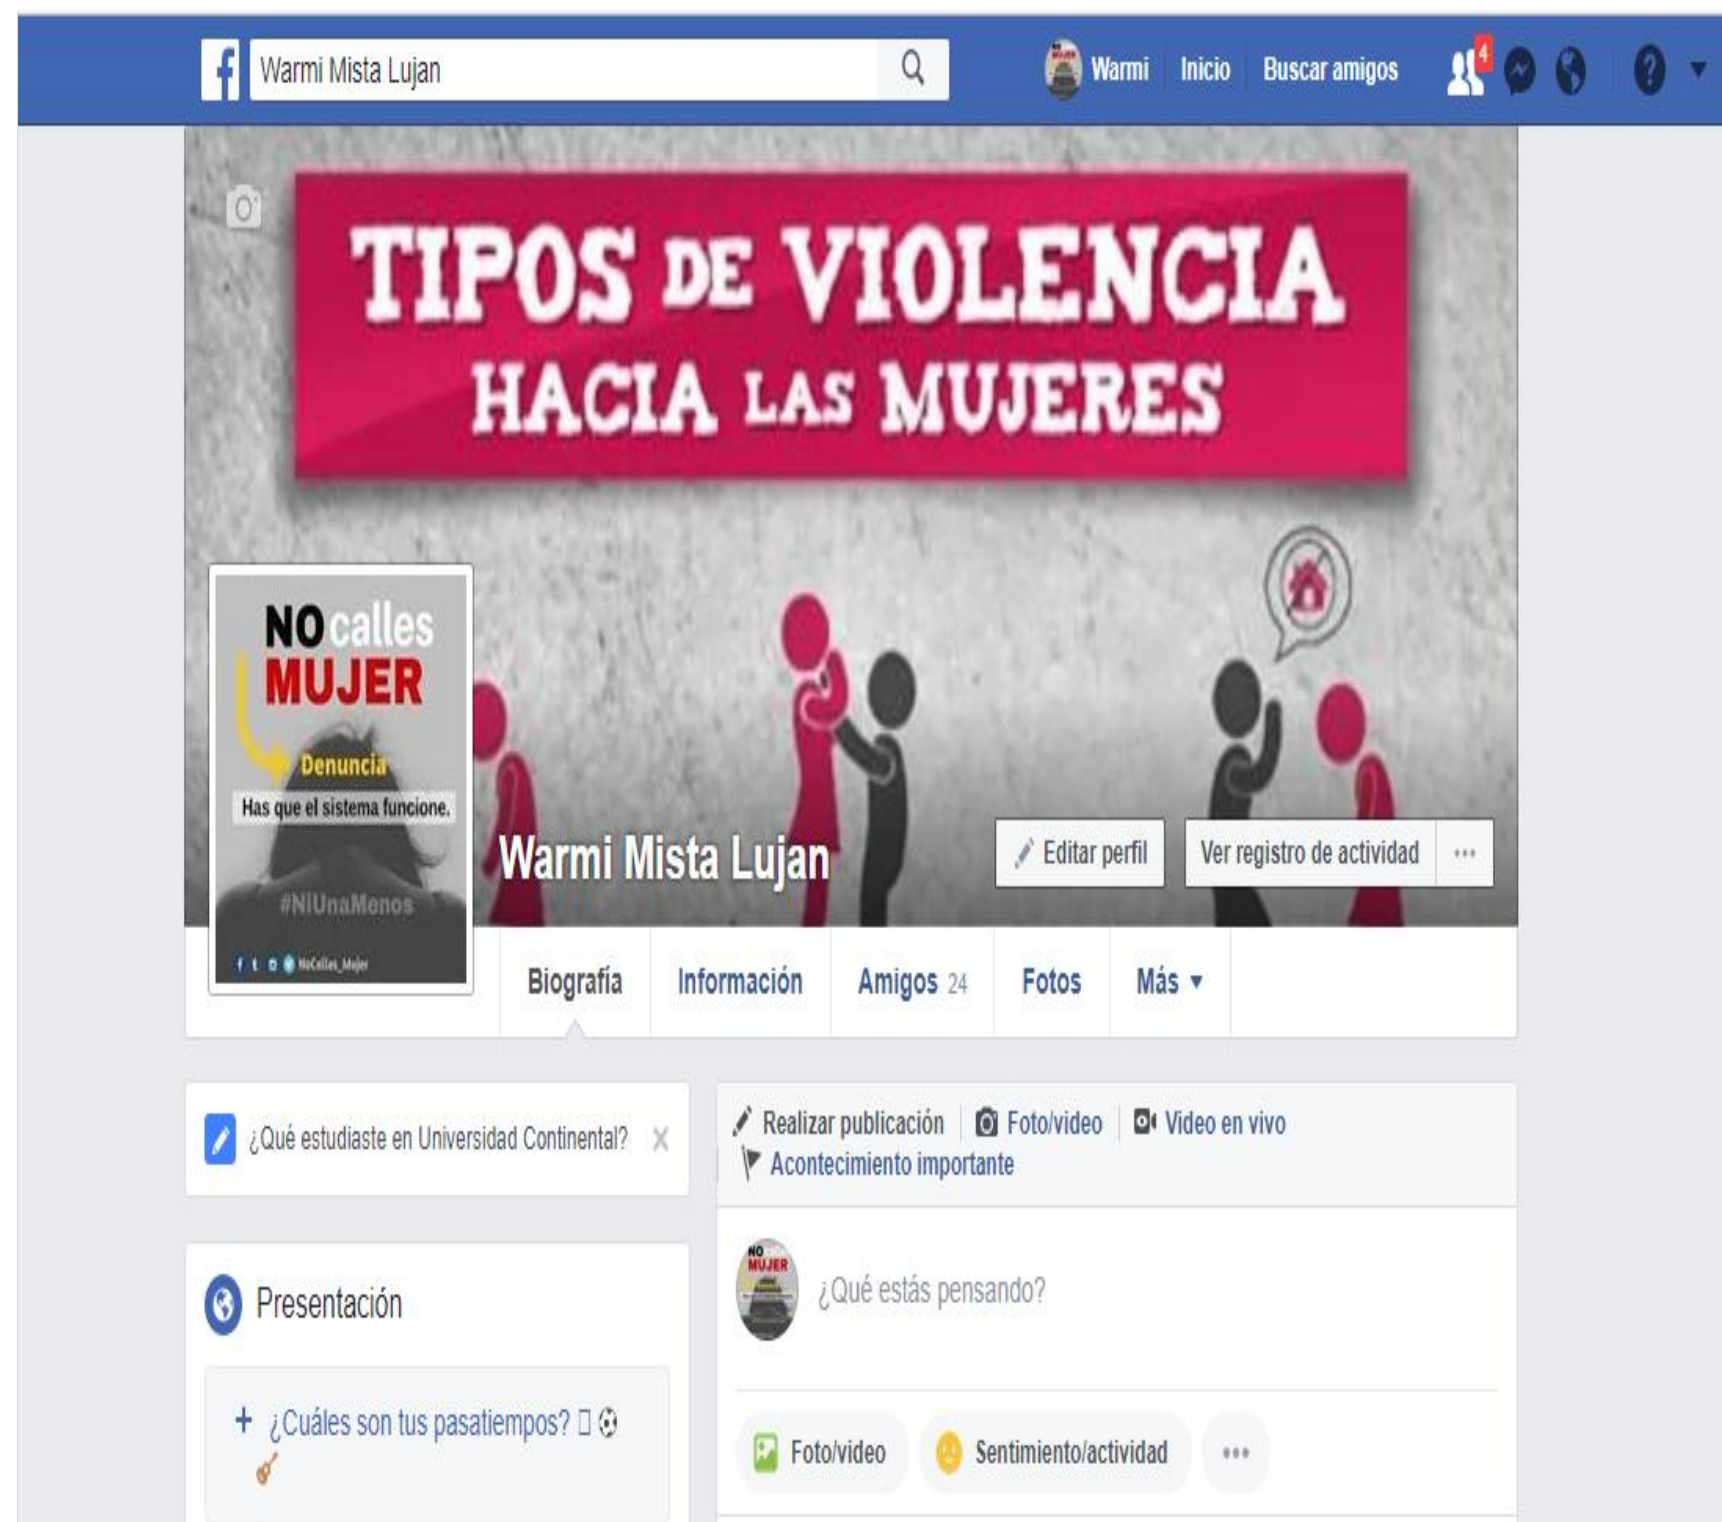 Warmi Mista Lujan
Warmi Inicio Buscar amigos 4 ?
TIPOS DE VIOLENCIA
HACIA LAS MUJERES
NO calles
MUJER
Denuncia
Has que el sistema funcione.
#NiUnaMenos
NoCalles_Mujer
Warmi Mista Lujan
Editar perfil Ver registro de actividad
Biografía Información Amigos 24 Fotos Más
¿Qué estudiaste en Universidad Continental?
Presentación
¿Cuáles son tus pasatiempos?
Realizar publicación Foto/video Video en vivo
Acontecimiento importante
NO
MUJER
¿Qué estás pensando?
Foto/video Sentimiento/actividad